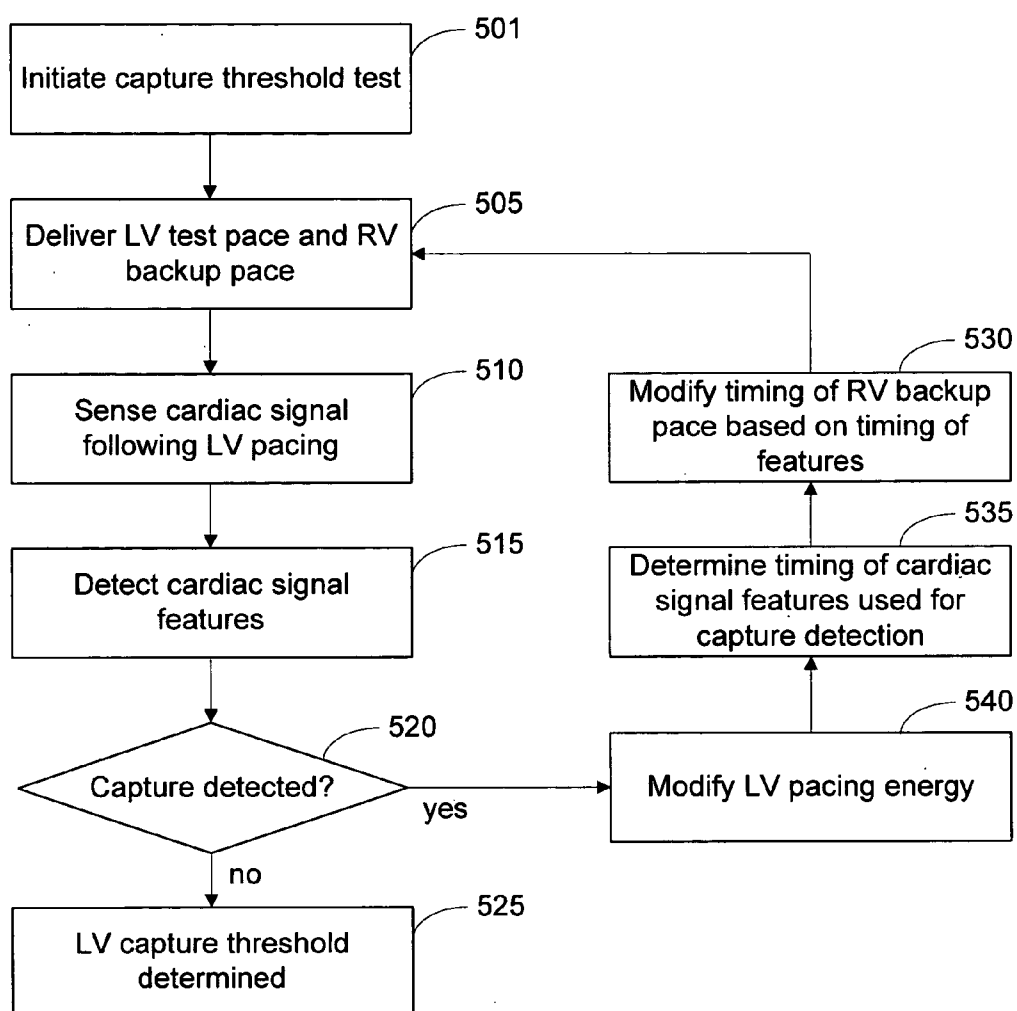 501
Initiate capture threshold test
505
Deliver LV test pace and RV
backup pace
510
Sense cardiac signal
following LV pacing
515
Detect cardiac signal
features
520
Capture detected?
yes
no
525
LV capture threshold
determined
530
Modify timing of RV backup
pace based on timing of
features
535
Determine timing of cardiac
signal features used for
capture detection
540
Modify LV pacing energy